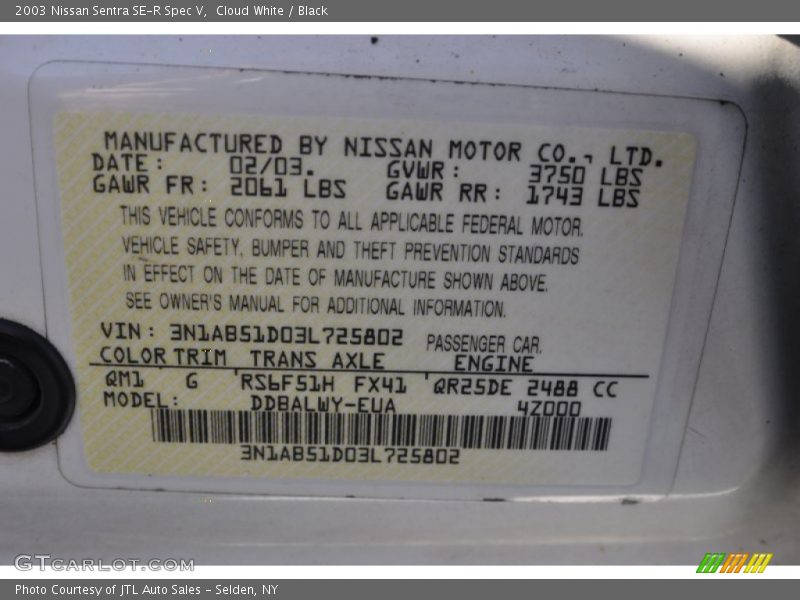 2003 Nissan Sentra SE-R Spec V,  Cloud White / Black
MANUFACTURED BY NISSAN MOTOR CO., LTD.
DATE: 02/03. GVWR: 3750 LBS
GAWR FR: 2061 LBS GAWR RR: 1743 LBS
THIS VEHICLE CONFORMS TO ALL APPLICABLE FEDERAL MOTOR.
VEHICLE SAFETY, BUMPER AND THEFT PREVENTION STANDARDS
IN EFFECT ON THE DATE OF MANUFACTURE SHOWN ABOVE.
SEE OWNER'S MANUAL FOR ADDITIONAL INFORMATION.
VIN: 3N1AB51D03L725802 PASSENGER CAR.
COLOR TRIM TRANS AXLE ENGINE
QM1 G RS6F51H FX41 QR25DE 2488 CC
MODEL: DDBALWY-EUA 4Z000
3N1AB51D03L725802
GTCARLOT.COM
Photo Courtesy of JTL Auto Sales - Selden, NY